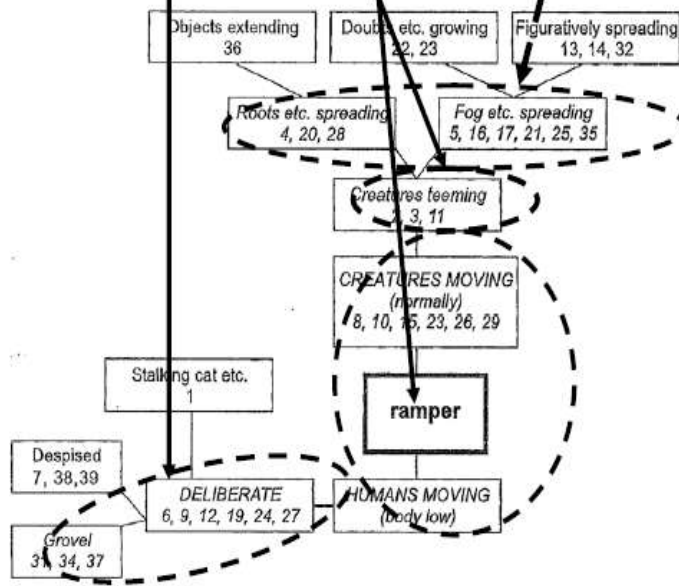 Objects extending
36
Doubts etc. growing
22, 23
Figuratively spreading
13, 14, 32
Roots etc. spreading
4, 20, 28
Fog etc. spreading
5, 16, 17, 21, 25, 35
Creatures teeming
2, 3, 11
CREATURES MOVING
(normally)
8, 10, 15, 23, 26, 29
Stalking cat etc.
1
ramper
Despised
7, 38,39
DELIBERATE
6, 9, 12, 19, 24, 27
HUMANS MOVING
(body low)
Grovel
31, 34, 37